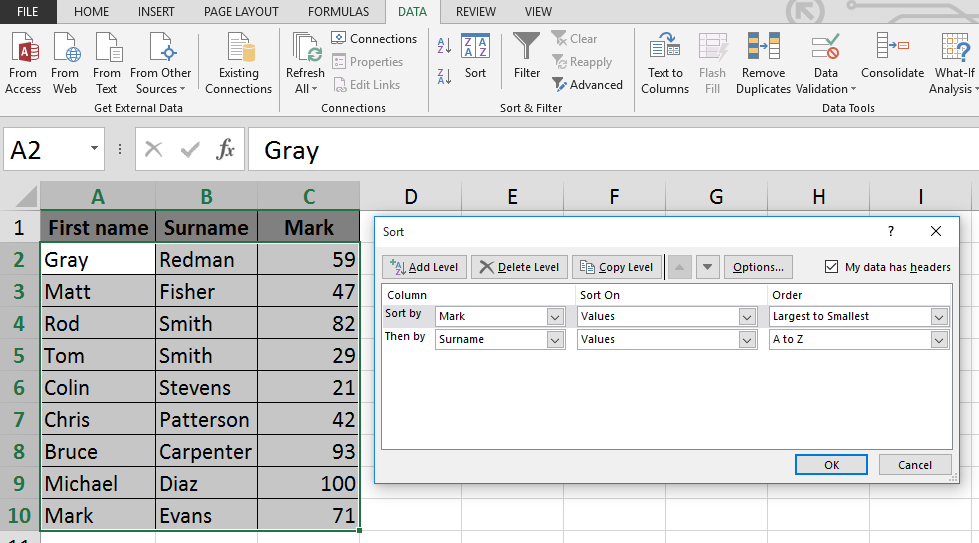 FILE HOME INSERT PAGE LAYOUT FORMULAS DATA REVIEW VIEW
From Access
From Web
From Text
From Other Sources
Existing Connections
Get External Data
Refresh All
Connections
Properties
Edit Links
Connections
A Z
Z A
Z A A Z
Sort
Filter
Clear
Reapply
Advanced
Sort & Filter
Text to Columns
Flash Fill
Remove Duplicates
Data Validation
Consolidate
What-If Analysis
Data Tools
A2 fx Gray
A B C D E F G H I
1 First name Surname Mark
2 Gray Redman 59
3 Matt Fisher 47
4 Rod Smith 82
5 Tom Smith 29
6 Colin Stevens 21
7 Chris Patterson 42
8 Bruce Carpenter 93
9 Michael Diaz 100
10 Mark Evans 71
Sort ?
Add Level Delete Level Copy Level Options... My data has headers
Column Sort On Order
Sort by Mark Values Largest to Smallest
Then by Surname Values A to Z
OK Cancel